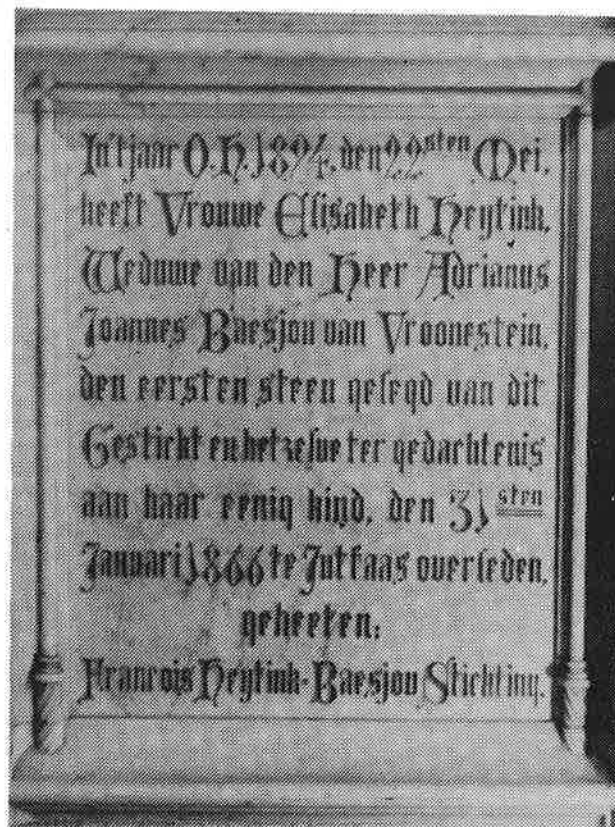 In't jaar O.H. 1894. den 22sten Mei,
heeft Vrouwe Elisabeth Heytink,
Weduwe van den Heer Adrianus
Joannes Baesjou van Vroonestein,
den eersten steen gelegd van dit
Gesticht en hetzelve ter gedachtenis
aan haar eenig kind, den 31sten
Januari 1866 te Jutfaas overleden,
geheeten:
Francois Heytink-Baesjou Stichting.